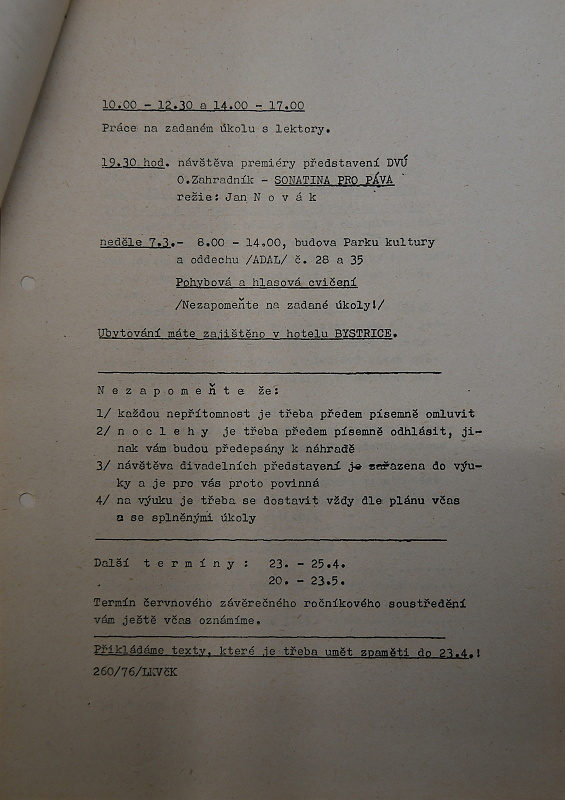 10.00 - 12.30 a 14.00 - 17.00
Práce na zadaném úkolu s lektory.
19.30 hod. návštěva premiéry představení DVÚ
O.Zahradník - SONATINA PRO PÁVA
režie: Jan N o v á k
neděle 7.3.- 8.00 - 14.00, budova Parku kultury
a oddechu /ADAL/ č. 28 a 35
Pohybová a hlasová cvičení
/Nezapomeňte na zadané úkoly!/
Ubytování máte zajištěno v hotelu BYSTRICE.
N e z a p o m e ň t e že:
1/ každou nepřítomnost je třeba předem písemně omluvit
2/ n o c l e h y je třeba předem písemně odhlásit, ji-
nak vám budou předepsány k náhradě
3/ návštěva divadelních představení je zařazena do výu-
ky a je pro vás proto povinná
4/ na výuku je třeba se dostavit vždy dle plánu včas
a se splněnými úkoly
Další t e r m í n y : 23. - 25.4.
20. - 23.5.
Termín červnového závěrečného ročníkového soustředění
vám ještě včas oznámíme.
Přikládáme texty, které je třeba umět zpaměti do 23.4.!
260/76/LKVčK